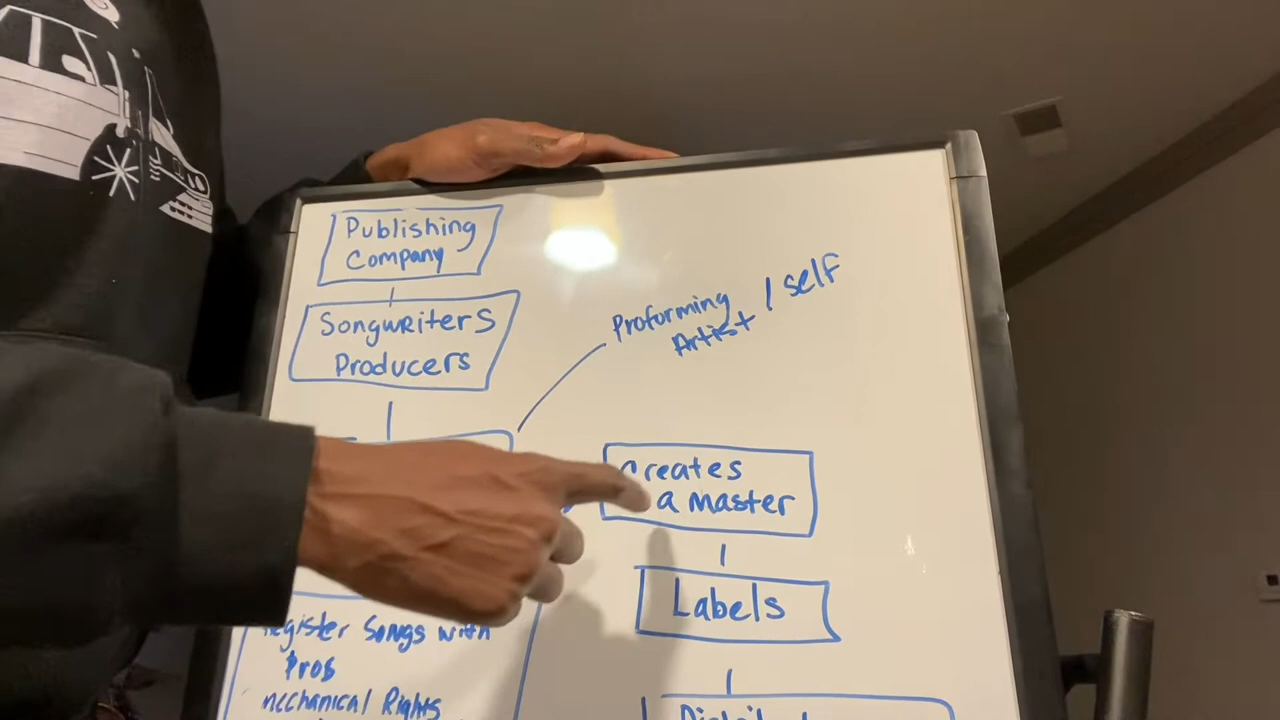 Publishing
Company
Songwriters
Producers
Proforming / self
Artist
Creates
a Master
Labels
Register Songs with
Pros
mechanical Rights